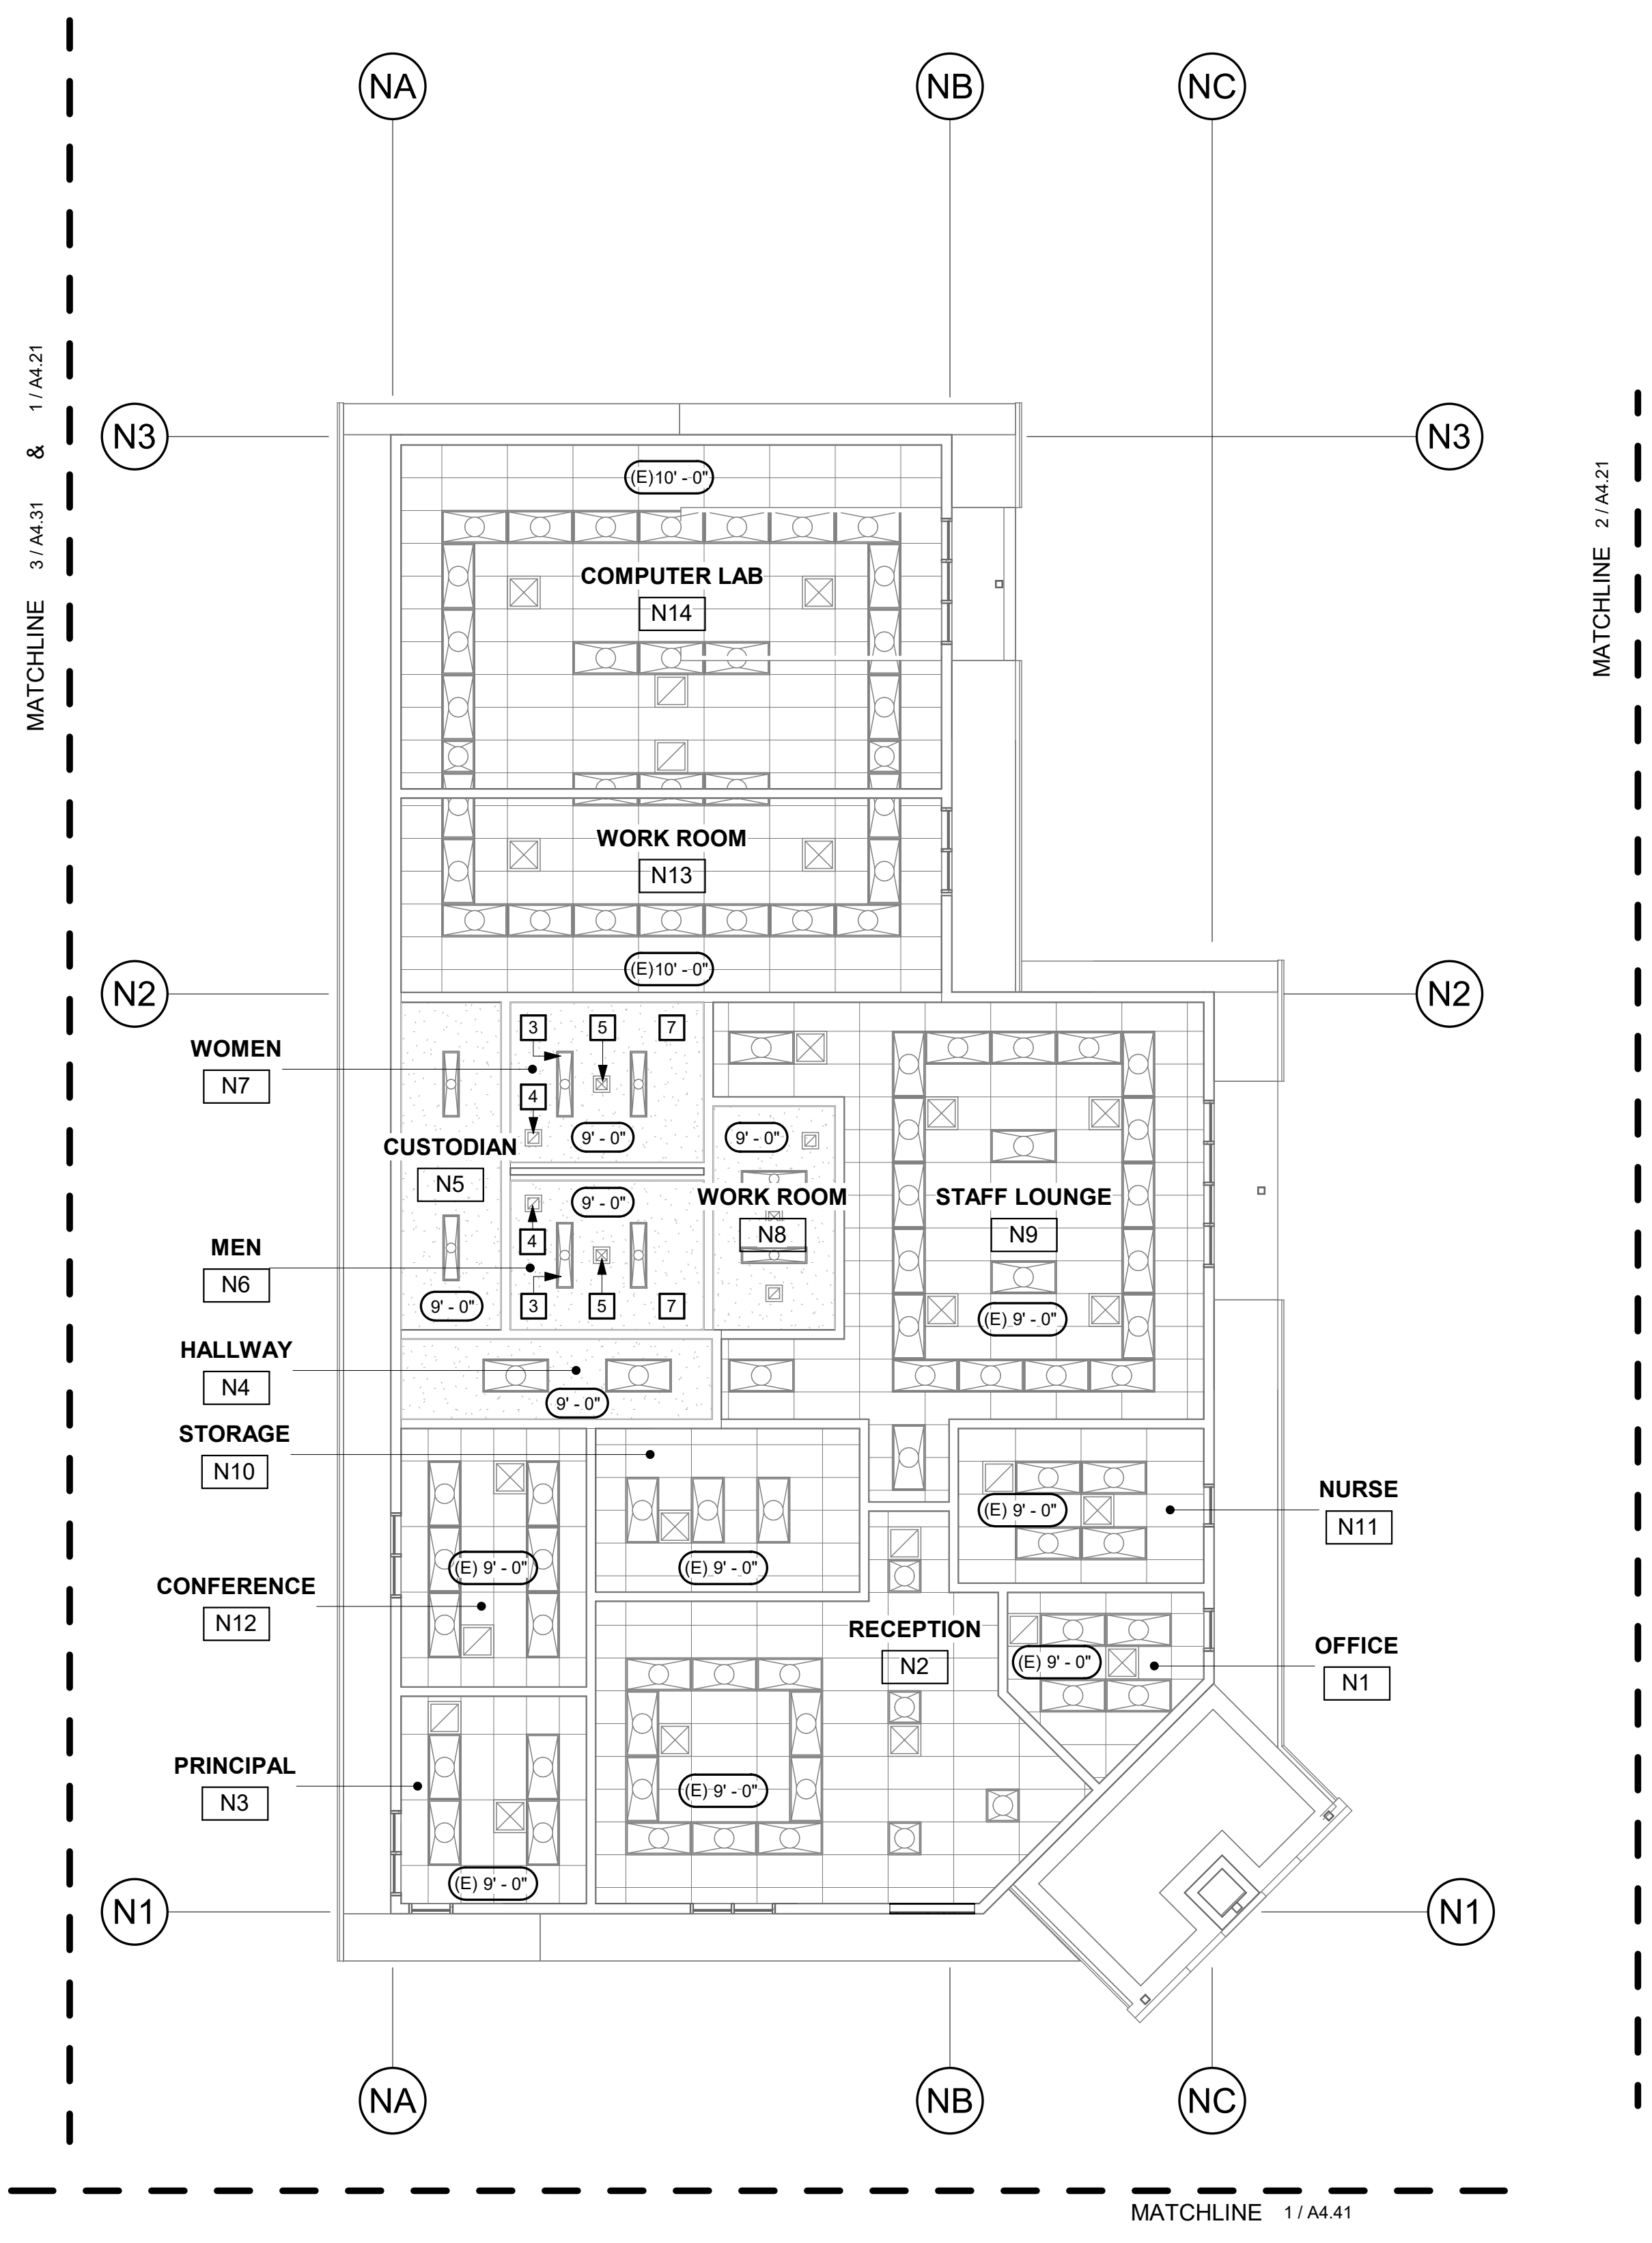 NA
NB
NC
MATCHLINE 3 / A4.31 & 1 / A4.21
MATCHLINE 2 / A4.21
N3
N3
(E) 10' - 0"
COMPUTER LAB
N14
WORK ROOM
N13
(E) 10' - 0"
N2
N2
WOMEN
N7
3
5
7
4
9' - 0"
9' - 0"
CUSTODIAN
N5
9' - 0"
WORK ROOM
N8
STAFF LOUNGE
N9
4
MEN
N6
3
5
7
9' - 0"
(E) 9' - 0"
HALLWAY
N4
9' - 0"
STORAGE
N10
NURSE
N11
(E) 9' - 0"
(E) 9' - 0"
(E) 9' - 0"
CONFERENCE
N12
RECEPTION
N2
OFFICE
N1
(E) 9' - 0"
PRINCIPAL
N3
(E) 9' - 0"
(E) 9' - 0"
N1
N1
NA
NB
NC
MATCHLINE 1 / A4.41